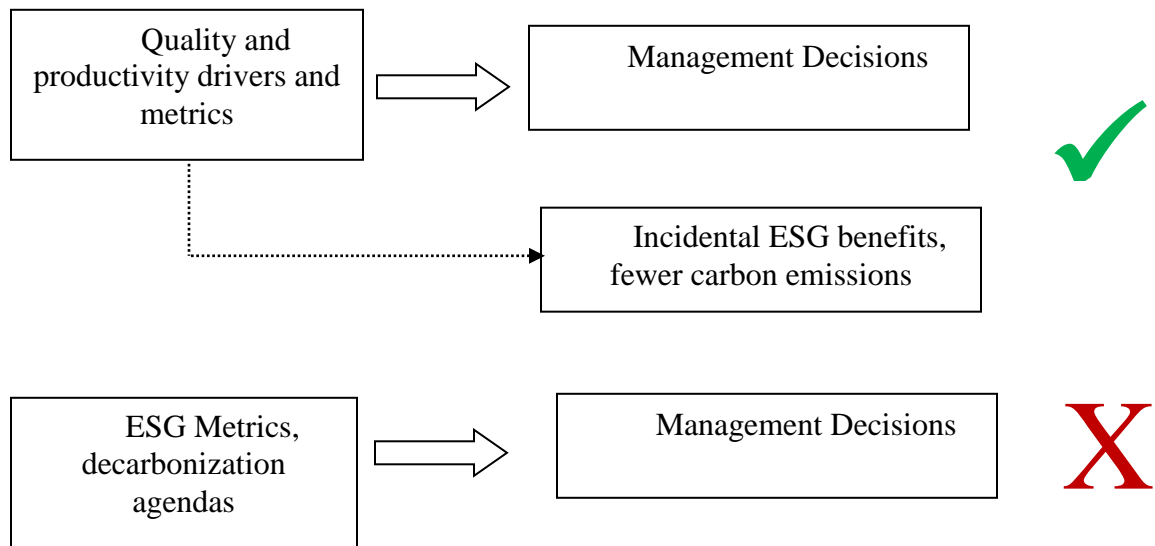 Quality and
productivity drivers and
metrics
Management Decisions
Incidental ESG benefits,
fewer carbon emissions
ESG Metrics,
decarbonization
agendas
Management Decisions
X